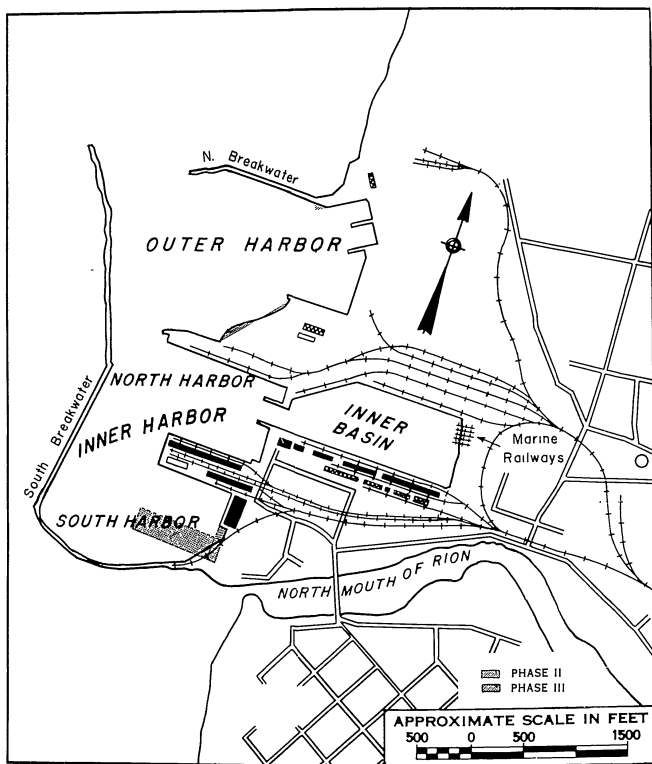 N. Breakwater
OUTER HARBOR
NORTH HARBOR
South Breakwater
INNER HARBOR
INNER
BASIN
Marine
Railways
SOUTH HARBOR
NORTH MOUTH OF RION
PHASE II
PHASE III
APPROXIMATE SCALE IN FEET
500 0 500 1500